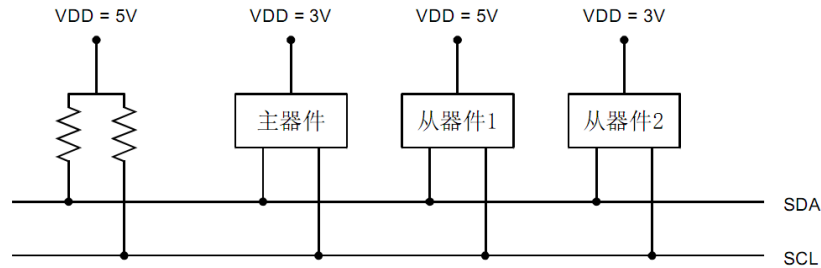 VDD = 5V
VDD = 3V
VDD = 5V
VDD = 3V
主器件
从器件1
从器件2
SDA
SCL